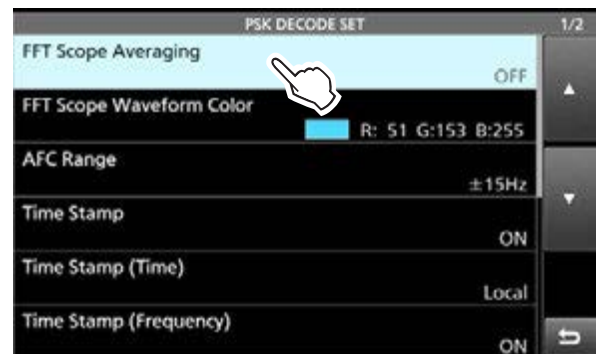 PSK DECODE SET
1/2
FFT Scope Averaging
OFF
FFT Scope Waveform Color
R: 51 G:153 B:255
AFC Range
±15Hz
Time Stamp
ON
Time Stamp (Time)
Local
Time Stamp (Frequency)
ON